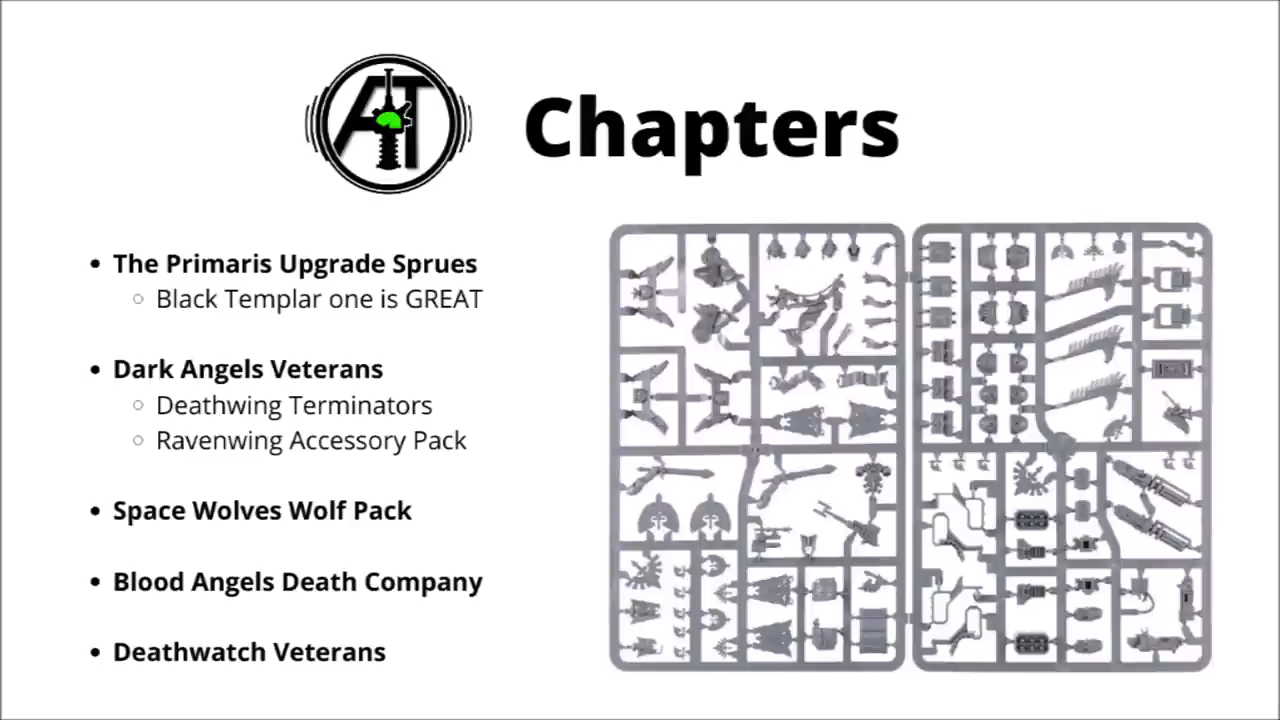 AT
Chapters
• The Primaris Upgrade Sprues
○ Black Templar one is GREAT
• Dark Angels Veterans
○ Deathwing Terminators
○ Ravenwing Accessory Pack
• Space Wolves Wolf Pack
• Blood Angels Death Company
• Deathwatch Veterans